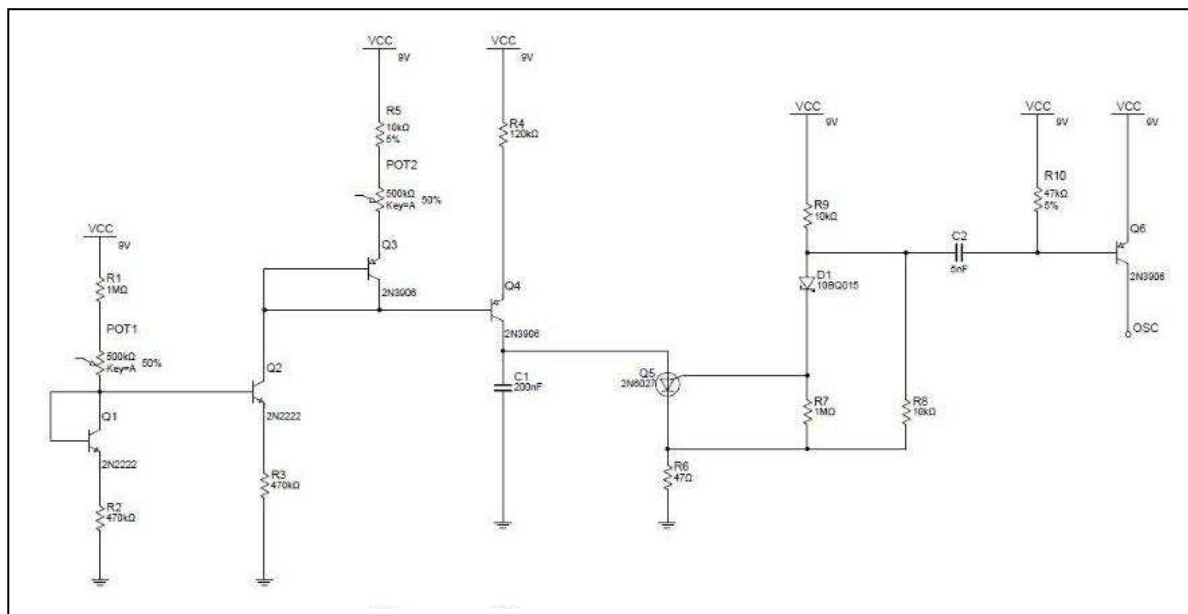 VCC
9V
R5
10kΩ
5%
POT2
500kΩ
Key=A 50%
Q3
2N3906
VCC
9V
R4
120kΩ
Q4
2N3906
VCC
9V
R1
1MΩ
POT1
500kΩ
Key=A 50%
Q1
2N2222
R2
470kΩ
Q2
2N2222
R3
470kΩ
C1
200nF
Q5
2N6027
VCC
9V
R9
10kΩ
D1
10BQ015
R7
1MΩ
R8
10kΩ
R6
47Ω
C2
5nF
VCC
9V
R10
47kΩ
5%
VCC
9V
Q6
2N3906
OSC